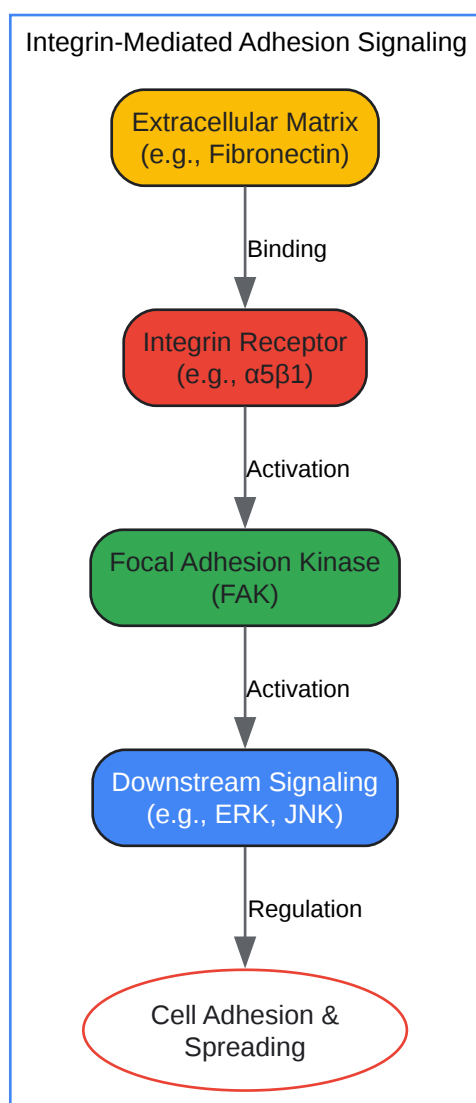 Integrin-Mediated Adhesion Signaling
Extracellular Matrix
(e.g., Fibronectin)
Binding
Integrin Receptor
(e.g., α5β1)
Activation
Focal Adhesion Kinase
(FAK)
Activation
Downstream Signaling
(e.g., ERK, JNK)
Regulation
Cell Adhesion &
Spreading